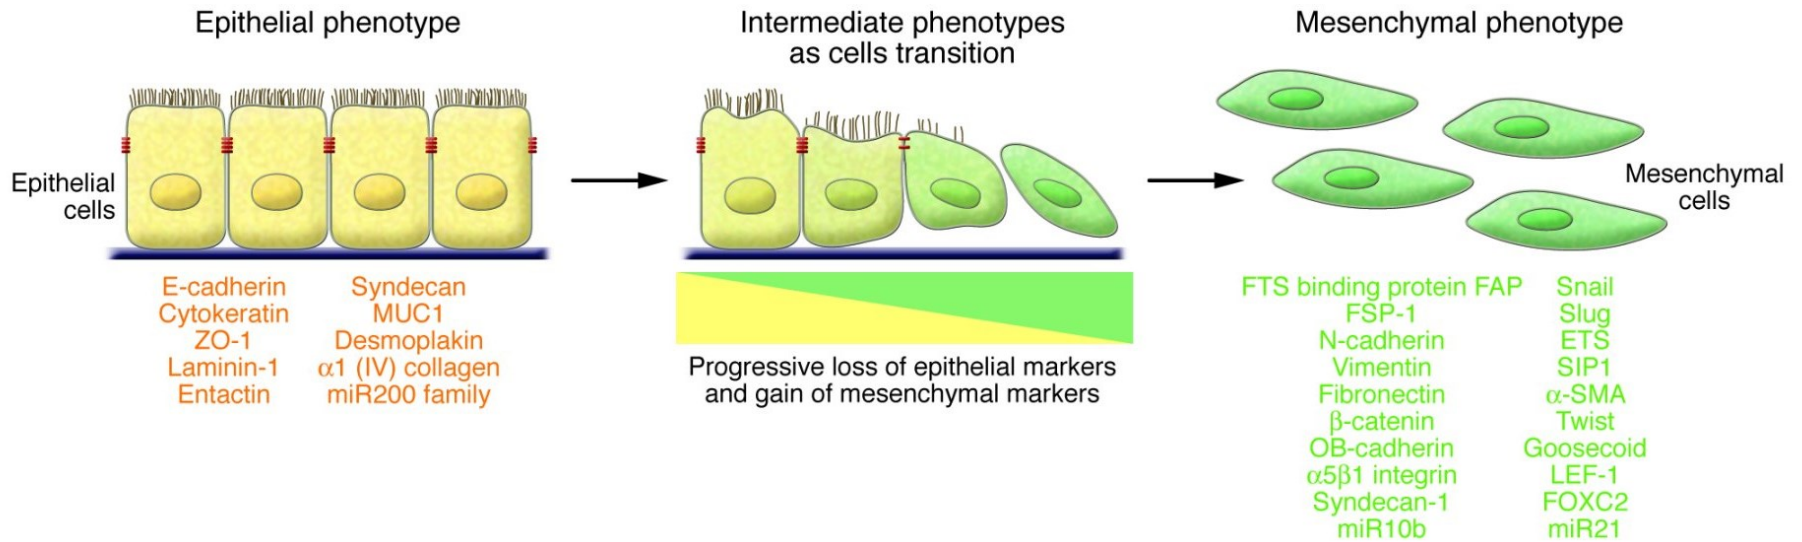 Epithelial phenotype
Intermediate phenotypes
as cells transition
Mesenchymal phenotype
Epithelial
cells
Mesenchymal
cells
E-cadherin
Cytokeratin
ZO-1
Laminin-1
Entactin
Syndecan
MUC1
Desmoplakin
α1 (IV) collagen
miR200 family
Progressive loss of epithelial markers
and gain of mesenchymal markers
FTS binding protein FAP
FSP-1
N-cadherin
Vimentin
Fibronectin
β-catenin
OB-cadherin
α5β1 integrin
Syndecan-1
miR10b
Snail
Slug
ETS
SIP1
α-SMA
Twist
Goosecoid
LEF-1
FOXC2
miR21